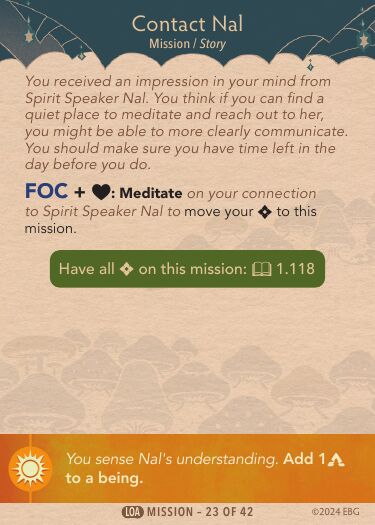 Contact Nal
Mission / Story
You received an impression in your mind from
Spirit Speaker Nal. You think if you can find a
quiet place to meditate and reach out to her,
you might be able to more clearly communicate.
You should make sure you have time left in the
day before you do.
FOC + : Meditate on your connection
to Spirit Speaker Nal to move your to this
mission.
Have all on this mission: 1.118
You sense Nal's understanding. Add 1
to a being.
LOA MISSION – 23 OF 42 ©2024 EBG